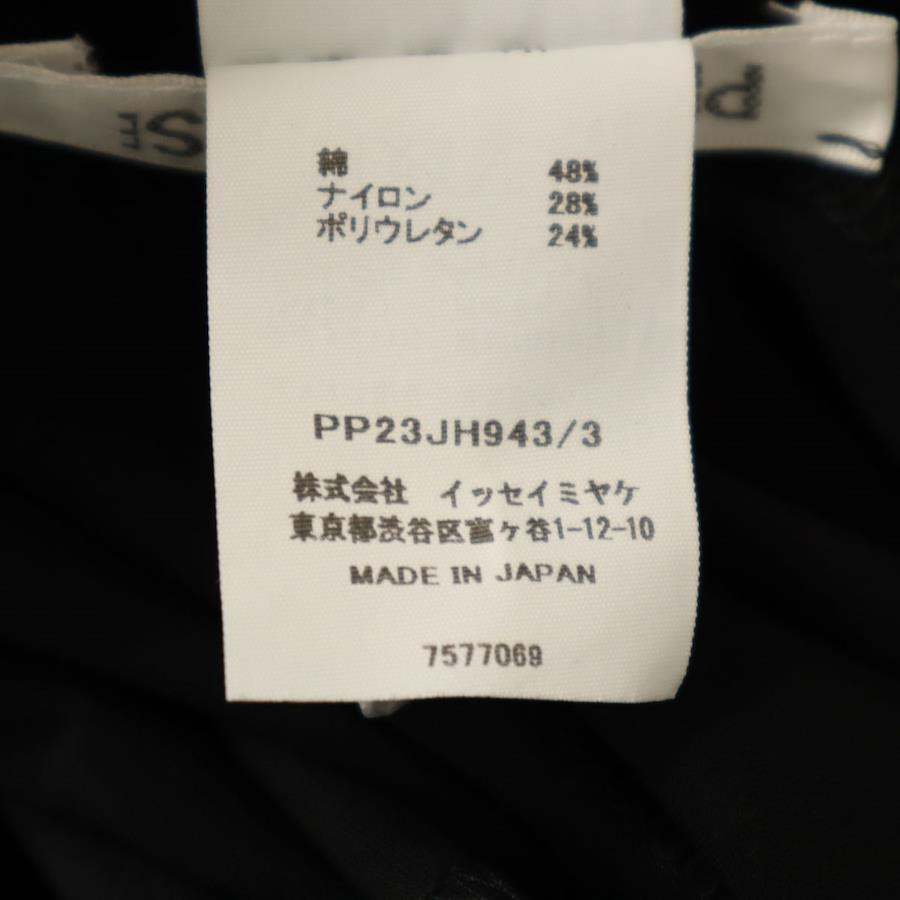 綿 48%
ナイロン 28%
ポリウレタン 24%
PP23JH943/3
株式会社 イッセイミヤケ
東京都渋谷区富ヶ谷1-12-10
MADE IN JAPAN
7577069